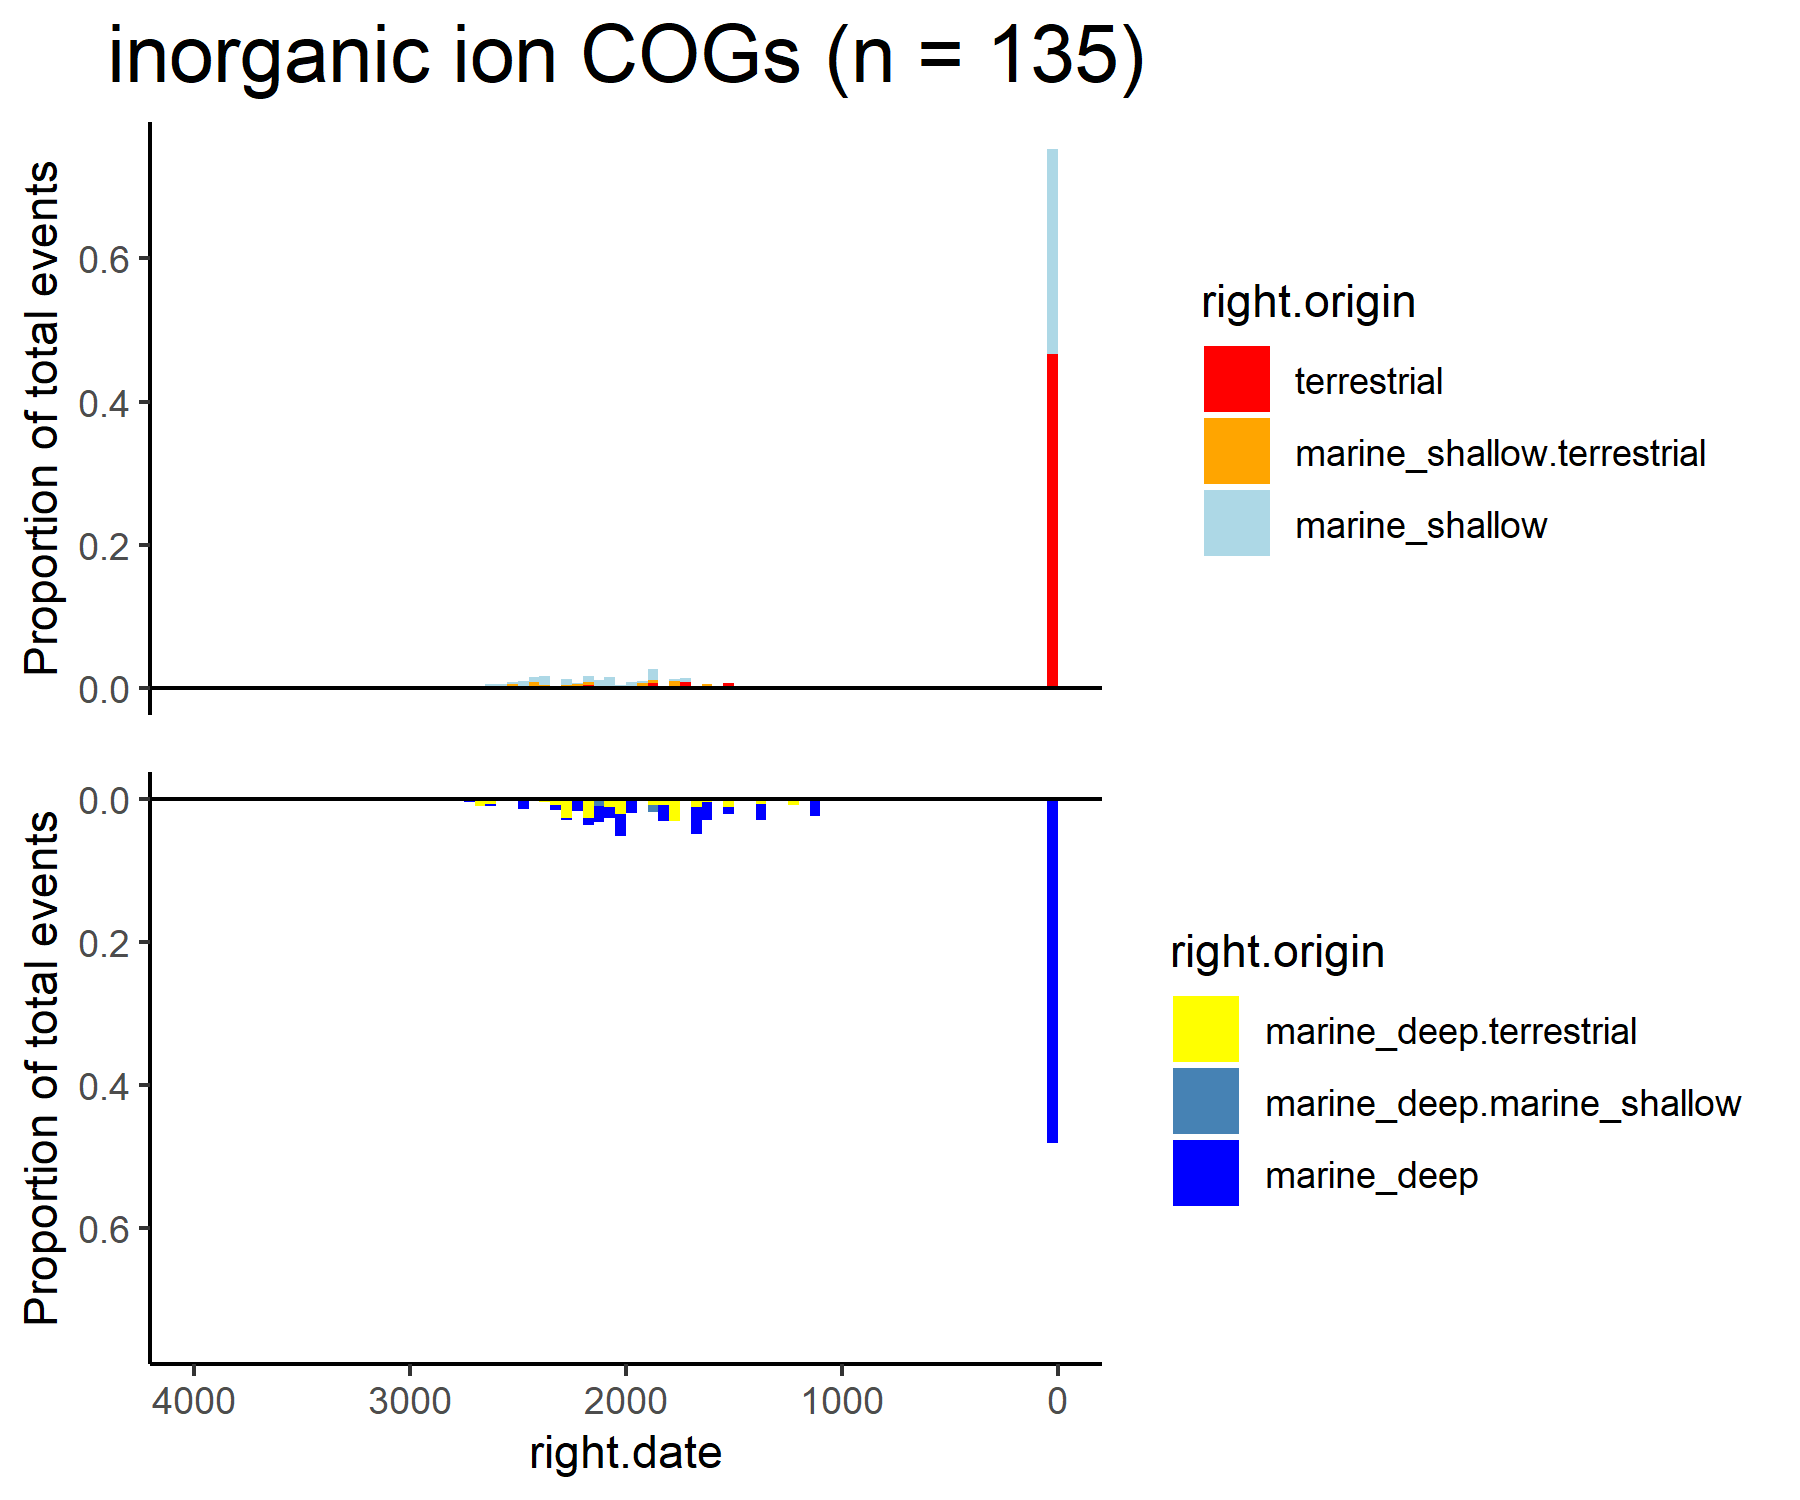 inorganic ion COGs (n = 135)
Proportion of total events
0.6
0.4
0.2
0.0
right.origin
terrestrial
marine_shallow.terrestrial
marine_shallow
Proportion of total events
0.0
0.2
0.4
0.6
right.origin
marine_deep.terrestrial
marine_deep.marine_shallow
marine_deep
4000 3000 2000 1000 0
right.date